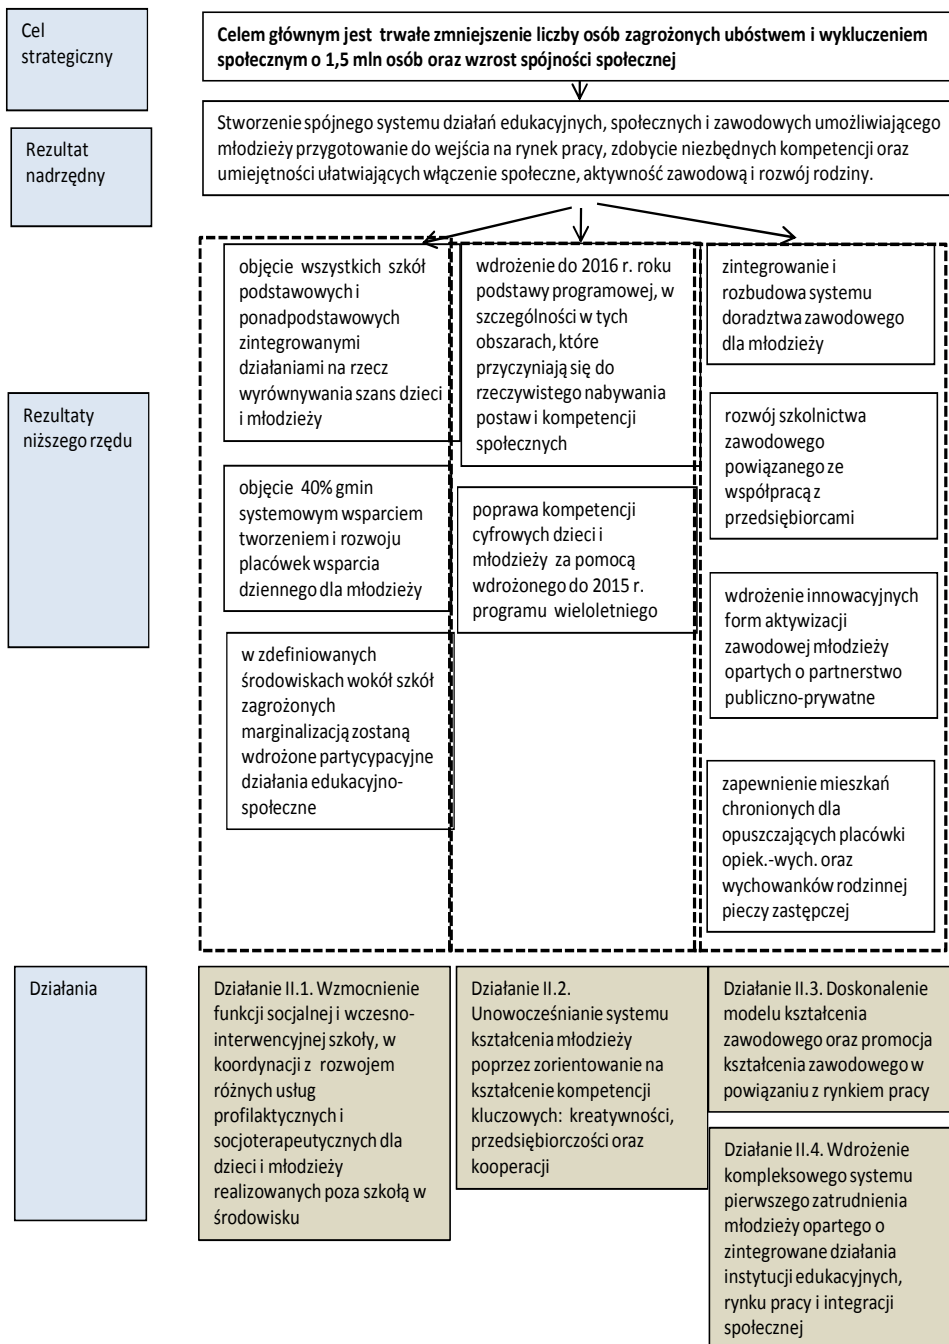 Cel
strategiczny
Celem głównym jest trwałe zmniejszenie liczby osób zagrożonych ubóstwem i wykluczeniem
społecznym o 1,5 mln osób oraz wzrost spójności społecznej
Rezultat
nadrzędny
Stworzenie spójnego systemu działań edukacyjnych, społecznych i zawodowych umożliwiającego
młodzieży przygotowanie do wejścia na rynek pracy, zdobycie niezbędnych kompetencji oraz
umiejętności ułatwiających włączenie społeczne, aktywność zawodową i rozwój rodziny.
Rezultaty
niższego rzędu
objęcie wszystkich szkół
podstawowych i
ponadpodstawowych
zintegrowanymi
działaniami na rzecz
wyrównywania szans dzieci
i młodzieży
objęcie 40% gmin
systemowym wsparciem
tworzeniem i rozwoju
placówek wsparcia
dziennego dla młodzieży
w zdefiniowanych
środowiskach wokół szkół
zagrożonych
marginalizacją zostaną
wdrożone partycypacyjne
działania edukacyjno-
społeczne
wdrożenie do 2016 r. roku
podstawy programowej, w
szczególności w tych
obszarach, które
przyczyniają się do
rzeczywistego nabywania
postaw i kompetencji
społecznych
poprawa kompetencji
cyfrowych dzieci i
młodzieży za pomocą
wdrożonego do 2015 r.
programu wieloletniego
zintegrowanie i
rozbudowa systemu
doradztwa zawodowego
dla młodzieży
rozwój szkolnictwa
zawodowego
powiązanego ze
współpracą z
przedsiębiorcami
wdrożenie innowacyjnych
form aktywizacji
zawodowej młodzieży
opartych o partnerstwo
publiczno-prywatne
zapewnienie mieszkań
chronionych dla
opuszczających placówki
opiek.-wych. oraz
wychowanków rodzinnej
pieczy zastępczej
Działania
Działanie II.1. Wzmocnienie
funkcji socjalnej i wczesno-
interwencyjnej szkoły, w
koordynacji z rozwojem
różnych usług
profilaktycznych i
socjoterapeutycznych dla
dzieci i młodzieży
realizowanych poza szkołą w
środowisku
Działanie II.2.
Unowocześnianie systemu
kształcenia młodzieży
poprzez zorientowanie na
kształcenie kompetencji
kluczowych: kreatywności,
przedsiębiorczości oraz
kooperacji
Działanie II.3. Doskonalenie
modelu kształcenia
zawodowego oraz promocja
kształcenia zawodowego w
powiązaniu z rynkiem pracy
Działanie II.4. Wdrożenie
kompleksowego systemu
pierwszego zatrudnienia
młodzieży opartego o
zintegrowane działania
instytucji edukacyjnych,
rynku pracy i integracji
społecznej